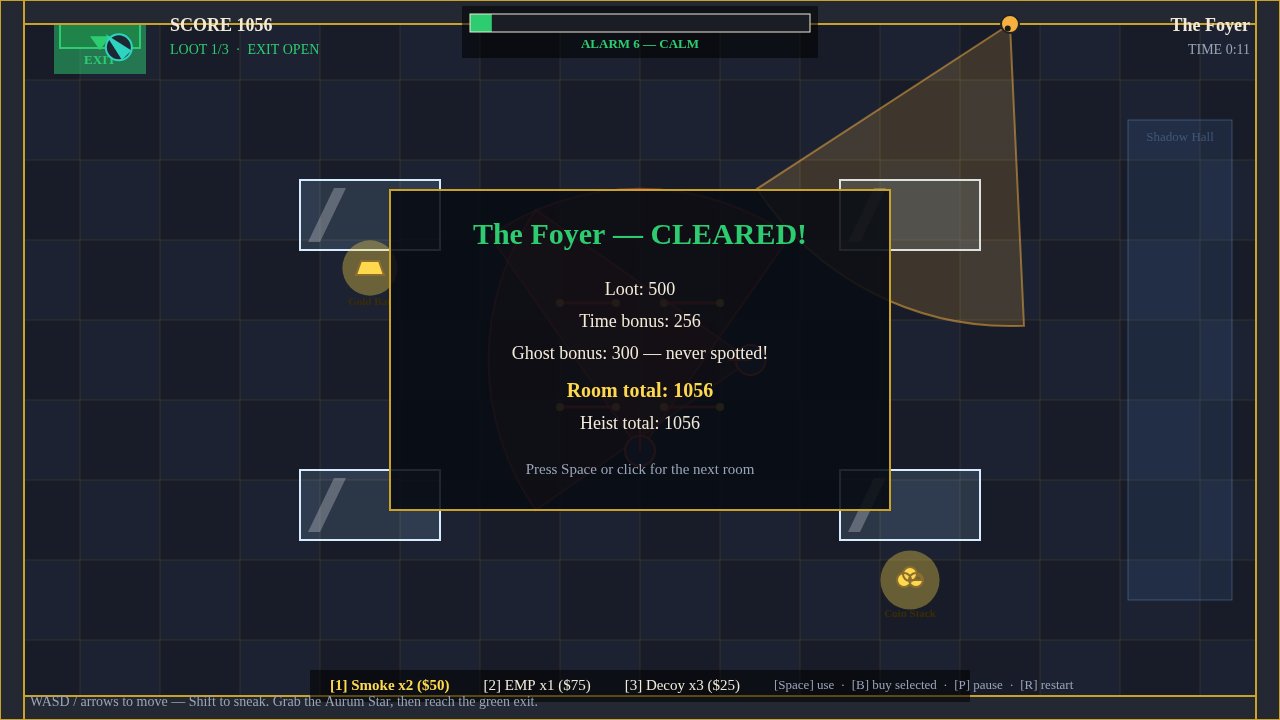 SCORE 1056
LOOT 1/3 · EXIT OPEN
EXIT
ALARM 6 — CALM
The Foyer
TIME 0:11
Shadow Hall
The Foyer — CLEARED!
Loot: 500
Time bonus: 256
Ghost bonus: 300 — never spotted!
Room total: 1056
Heist total: 1056
Press Space or click for the next room
Gold
Coin Stack
[1] Smoke x2 ($50) [2] EMP x1 ($75) [3] Decoy x3 ($25) [Space] use · [B] buy selected · [P] pause · [R] restart
WASD / arrows to move — Shift to sneak. Grab the Aurum Star, then reach the green exit.